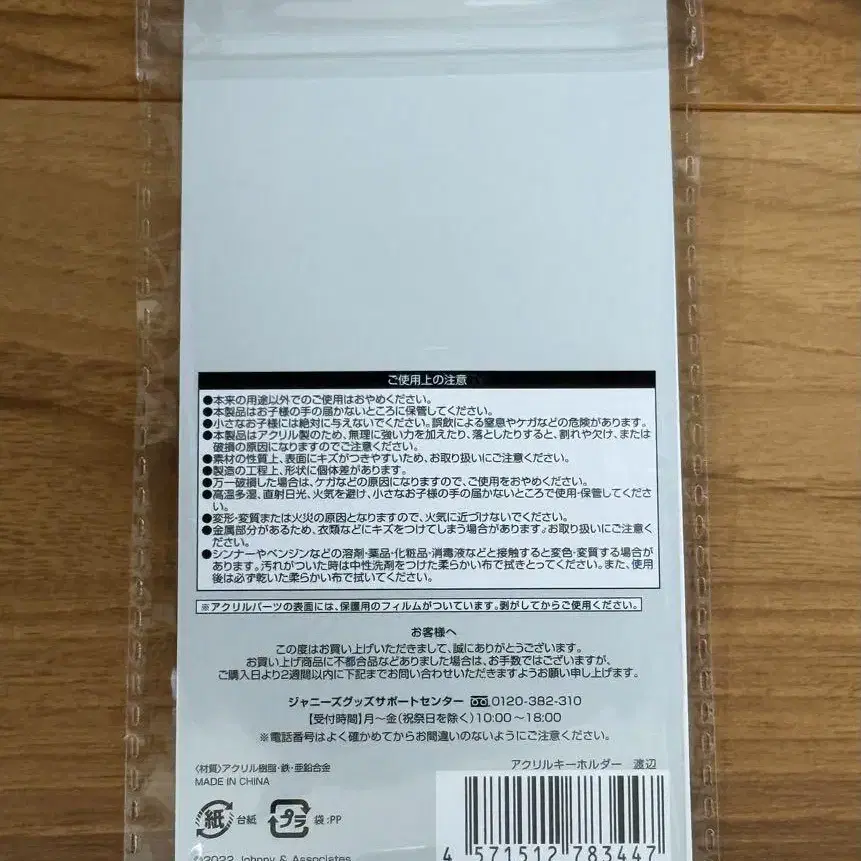 ご使用上の注意
●本来の用途以外でのご使用はおやめください。
●本製品はお子様の手の届かないところに保管してください。
●小さなお子様には絶対に与えないでください。誤飲による窒息やケガなどの危険があります。
●本製品はアクリル製のため、無理に強い力を加えたり、落としたりすると、割れや欠け、または
破損の原因になりますのでご注意ください。
●素材の性質上、表面にキズがつきやすいため、お取り扱いにご注意ください。
●製造の工程上、形状に個体差があります。
●万一破損した場合は、ケガなどの原因になりますので、ご使用をおやめください。
●高温多湿、直射日光、火気を避け、小さなお子様の手の届かないところで使用・保管してくださ
い。
●変形・変質または火災の原因となりますので、火気に近づけないでください。
●金属部分があるため、衣類などにキズをつけてしまう場合があります。お取り扱いにご注意く
ださい。
●シンナーやベンジンなどの溶剤・薬品・化粧品・消毒液などと接触すると変色・変質する場合が
あります。汚れがついた時は中性洗剤をつけた柔らかい布で拭きとってください。また、使用
後は必ず乾いた柔らかい布で拭いてください。
※アクリルパーツの表面には、保護用のフィルムがついています。剥がしてからご使用ください。
お客様へ
この度はお買い上げいただきまして、誠にありがとうございます。
お買い上げ商品に不都合品などありました場合は、お手数ではございますが、
ご購入日より2週間以内に下記までお問い合わせいただきますようお願い申し上げます。
ジャニーズグッズサポートセンター 0120-382-310
【受付時間】月〜金(祝祭日を除く)10:00〜18:00
※電話番号はよく確かめてからお間違いのないようにご注意ください。
アクリルキーホルダー 渡辺
〈材質〉アクリル樹脂・鉄・亜鉛合金
MADE IN CHINA
紙 台紙 プラ 袋:PP
4 571512 783447
©2022 Johnny & Associates